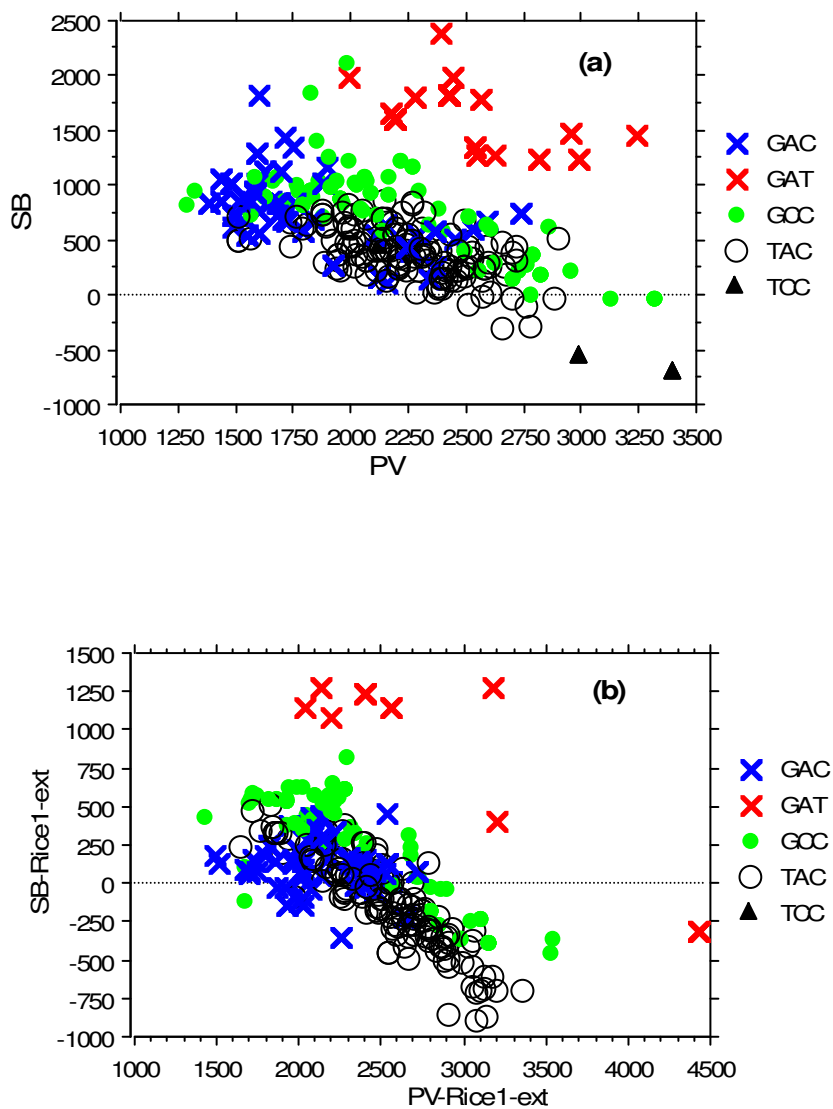 2500
2000
1500
1000
500
0
-500
-1000
SB
(a)
GAC
GAT
GCC
TAC
TCC
1000 1250 1500 1750 2000 2250 2500 2750 3000 3250 3500
PV
1500
1250
1000
750
500
250
0
-250
-500
-750
-1000
SB-Rice1-ext
(b)
GAC
GAT
GCC
TAC
TCC
1000 1500 2000 2500 3000 3500 4000 4500
PV-Rice1-ext